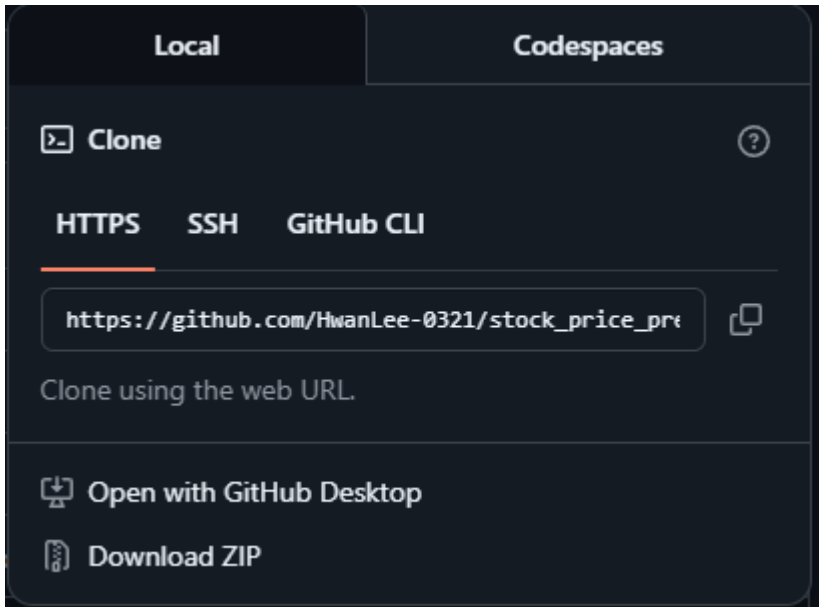 Local Codespaces
Clone
HTTPS SSH GitHub CLI
https://github.com/HwanLee-0321/stock_price_pre
Clone using the web URL.
Open with GitHub Desktop
Download ZIP